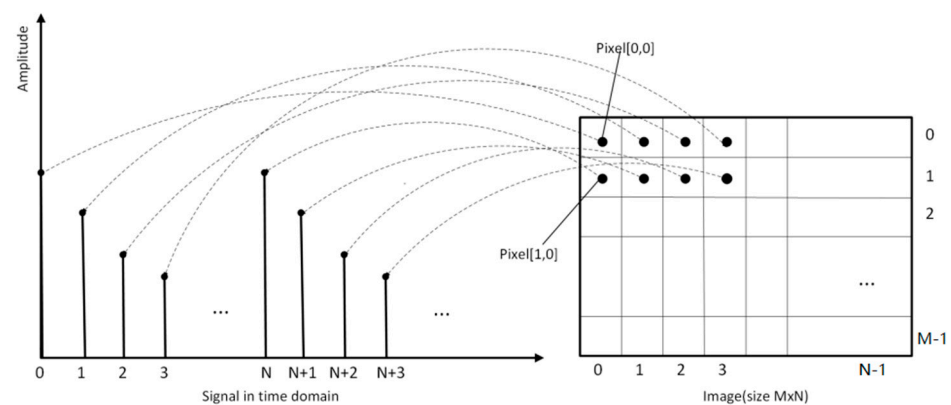 Amplitude
0 1 2 3 ... N N+1 N+2 N+3 ...
Signal in time domain
Pixel[0,0]
Pixel[1,0]
0
1
2
...
M-1
0 1 2 3 N-1
Image(size MxN)